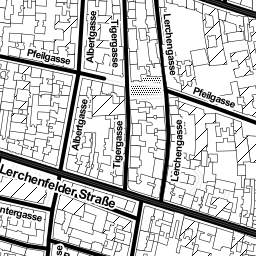 Albertgasse
Tigergasse
Lerchengasse
Pfeilgasse
Pfeilgasse
Albertgasse
Tigergasse
Lerchengasse
Lerchenfelder Straße
ntergasse